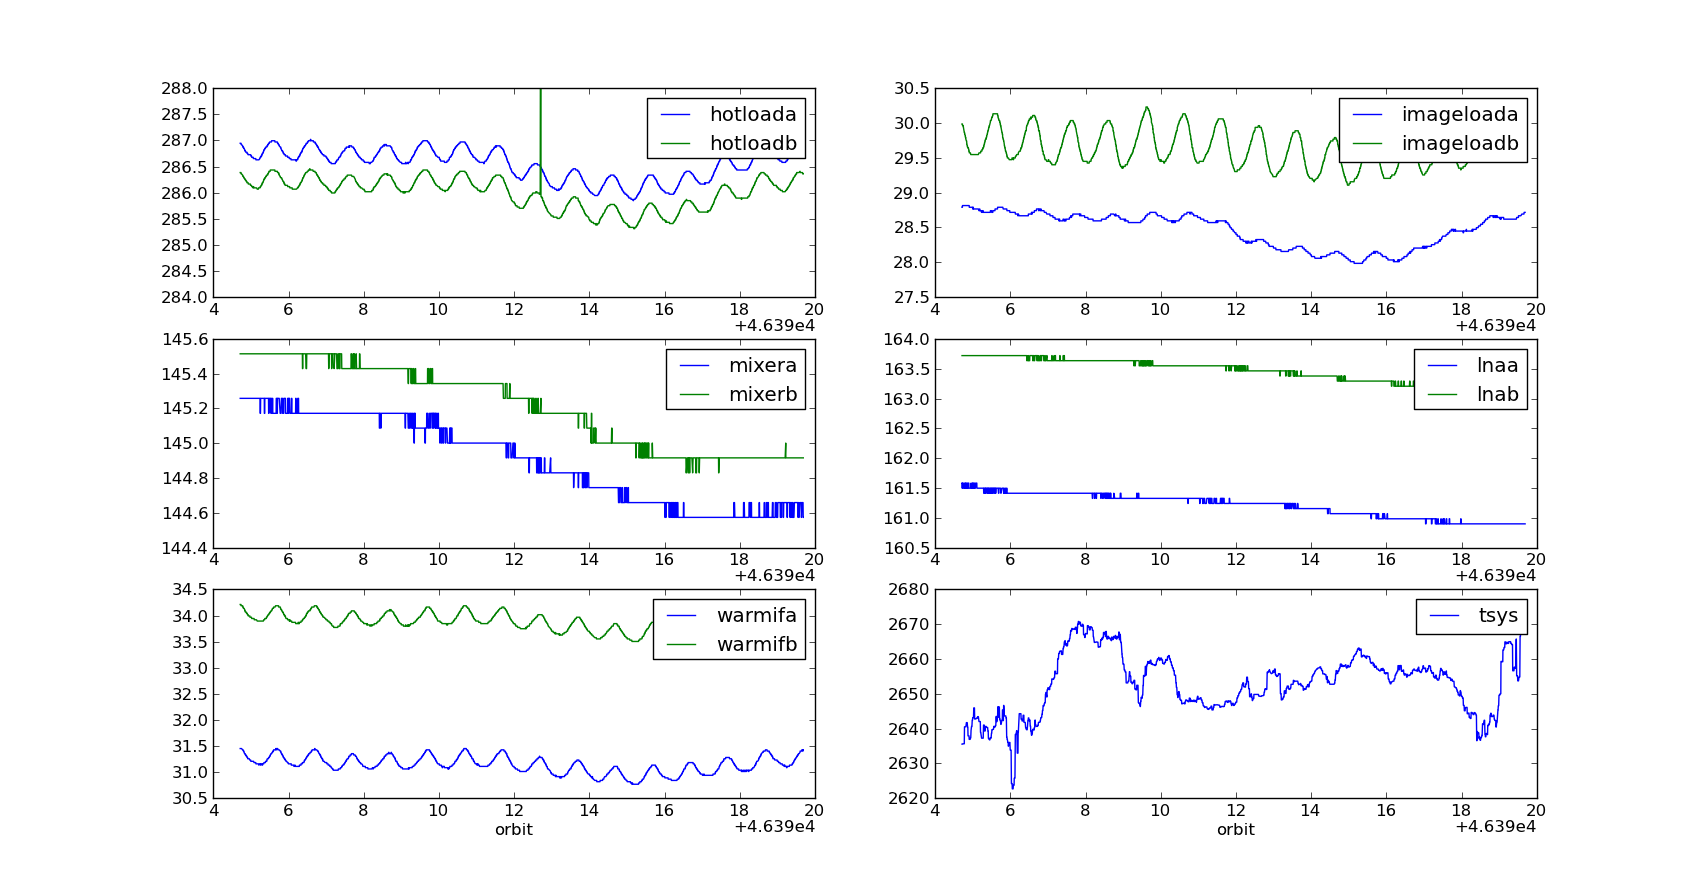 288.0
287.5
287.0
286.5
286.0
285.5
285.0
284.5
284.0
hotloada
hotloadb
4 6 8 10 12 14 16 18 20
+4.639e4
30.5
30.0
29.5
29.0
28.5
28.0
27.5
imageloada
imageloadb
4 6 8 10 12 14 16 18 20
+4.639e4
145.6
145.4
145.2
145.0
144.8
144.6
144.4
mixera
mixerb
4 6 8 10 12 14 16 18 20
+4.639e4
164.0
163.5
163.0
162.5
162.0
161.5
161.0
160.5
lnaa
lnab
4 6 8 10 12 14 16 18 20
+4.639e4
34.5
34.0
33.5
33.0
32.5
32.0
31.5
31.0
30.5
warmifa
warmifb
4 6 8 10 12 14 16 18 20
orbit
+4.639e4
2680
2670
2660
2650
2640
2630
2620
tsys
4 6 8 10 12 14 16 18 20
orbit
+4.639e4